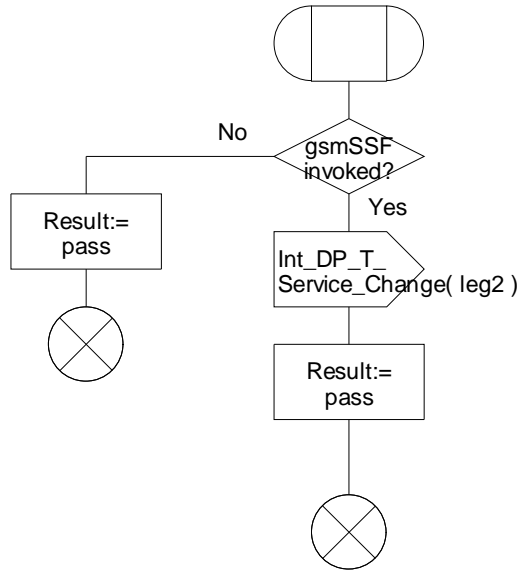 gsmSSF
invoked?
No
Yes
Result:=
pass
Int_DP_T_
Service_Change( leg2 )
Result:=
pass